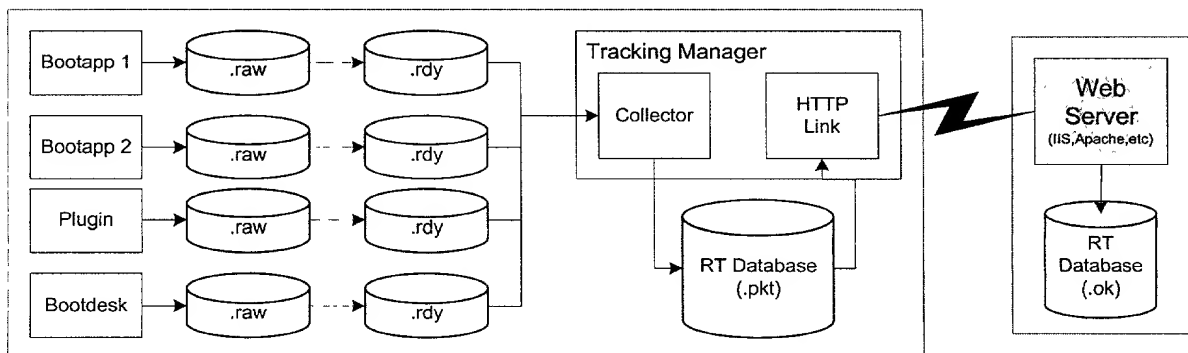 Bootapp 1
.raw
.rdy
Bootapp 2
.raw
.rdy
Plugin
.raw
.rdy
Bootdesk
.raw
.rdy
Tracking Manager
Collector
HTTP
Link
RT Database
(.pkt)
Web
Server
(IIS,Apache,etc)
RT
Database
(.ok)